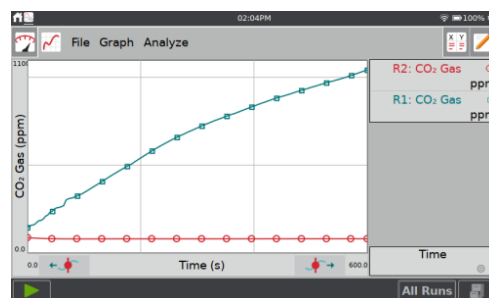 02:04PM
100%
File Graph Analyze
X Y
1100
CO₂ Gas (ppm)
0.0
0.0
Time (s)
600.0
R2: CO₂ Gas
ppm
R1: CO₂ Gas
ppm
Time
All Runs